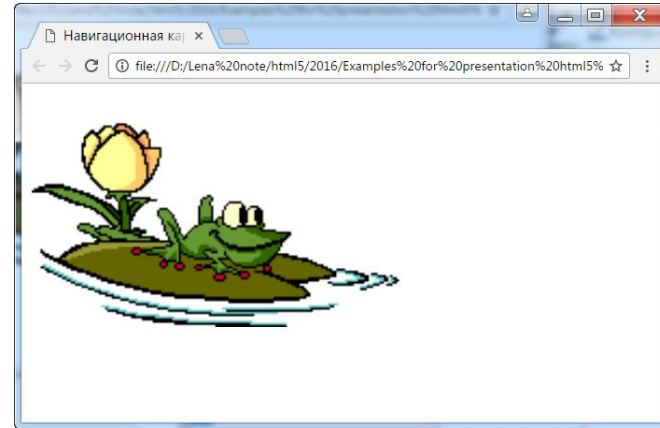 Навигационная кар
file:///D:/Lena%20note/html5/2016/Examples%20for%20presentation%20html5%